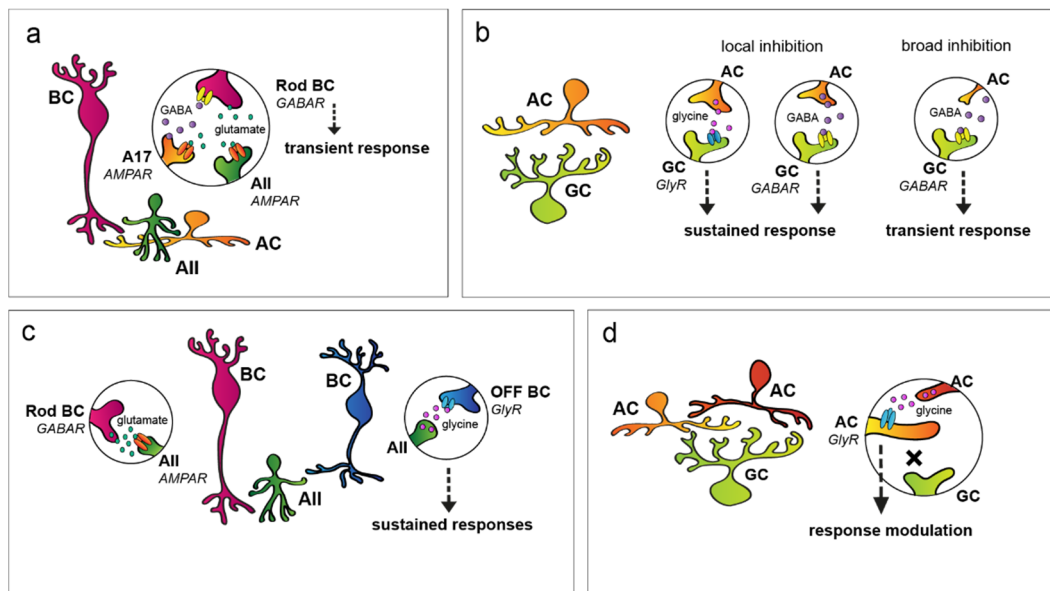 a
BC
GABA
glutamate
Rod BC
GABAR
transient response
A17
AMPAR
AII
AMPAR
AC
AII
b
local inhibition
broad inhibition
AC
AC
AC
AC
glycine
GABA
GABA
GC
GC
GlyR
GC
GABAR
GC
GABAR
sustained response
transient response
c
BC
BC
Rod BC
GABAR
glutamate
AII
AMPAR
OFF BC
GlyR
glycine
AII
AII
sustained responses
d
AC
AC
GC
AC
glycine
AC
GlyR
GC
response modulation